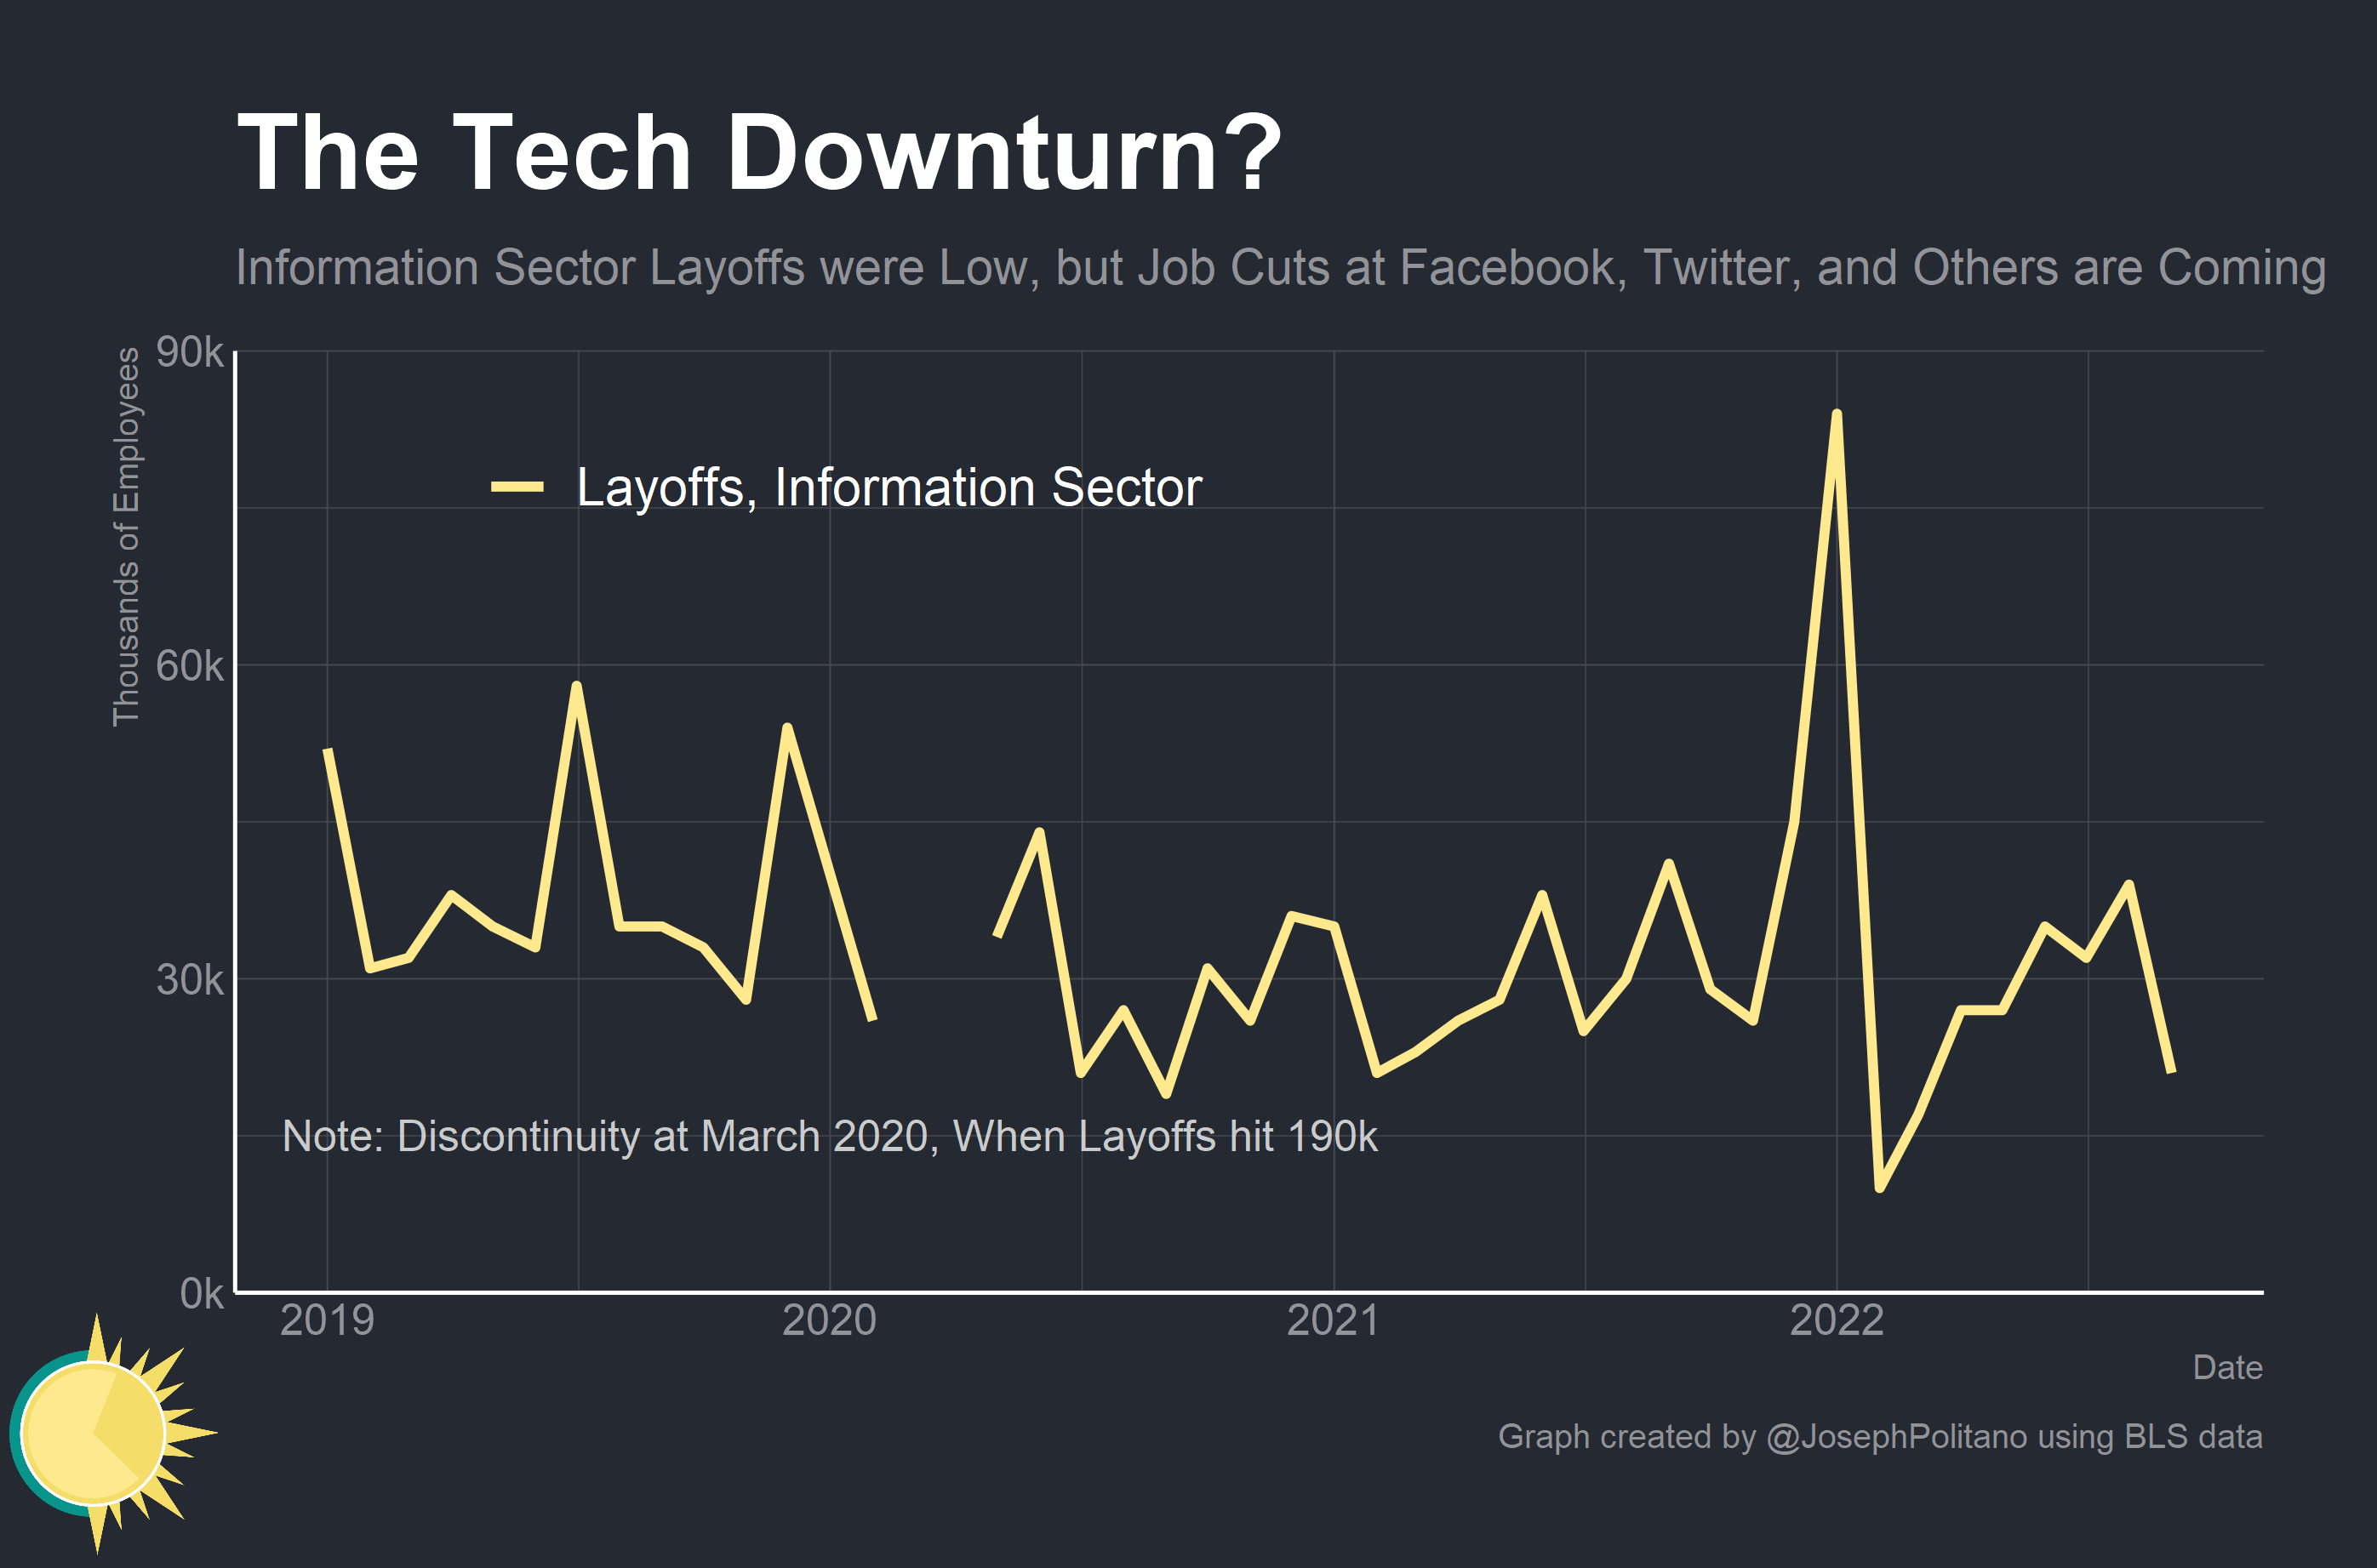 The Tech Downturn?
Information Sector Layoffs were Low, but Job Cuts at Facebook, Twitter, and Others are Coming
Thousands of Employees
90k
60k
30k
0k
Layoffs, Information Sector
Note: Discontinuity at March 2020, When Layoffs hit 190k
2019 2020 2021 2022
Date
Graph created by @JosephPolitano using BLS data